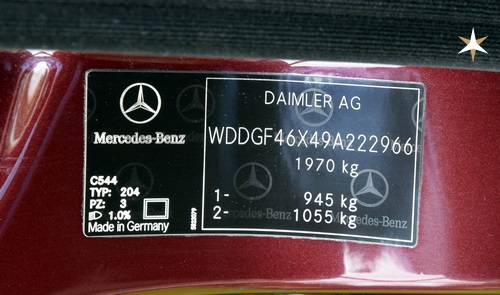 Mercedes-Benz
C544
TYP: 204
PZ: 3
1.0%
Made in Germany
DAIMLER AG
WDDGF46X49A222966
1970 kg
1- 945 kg
2- 1055 kg